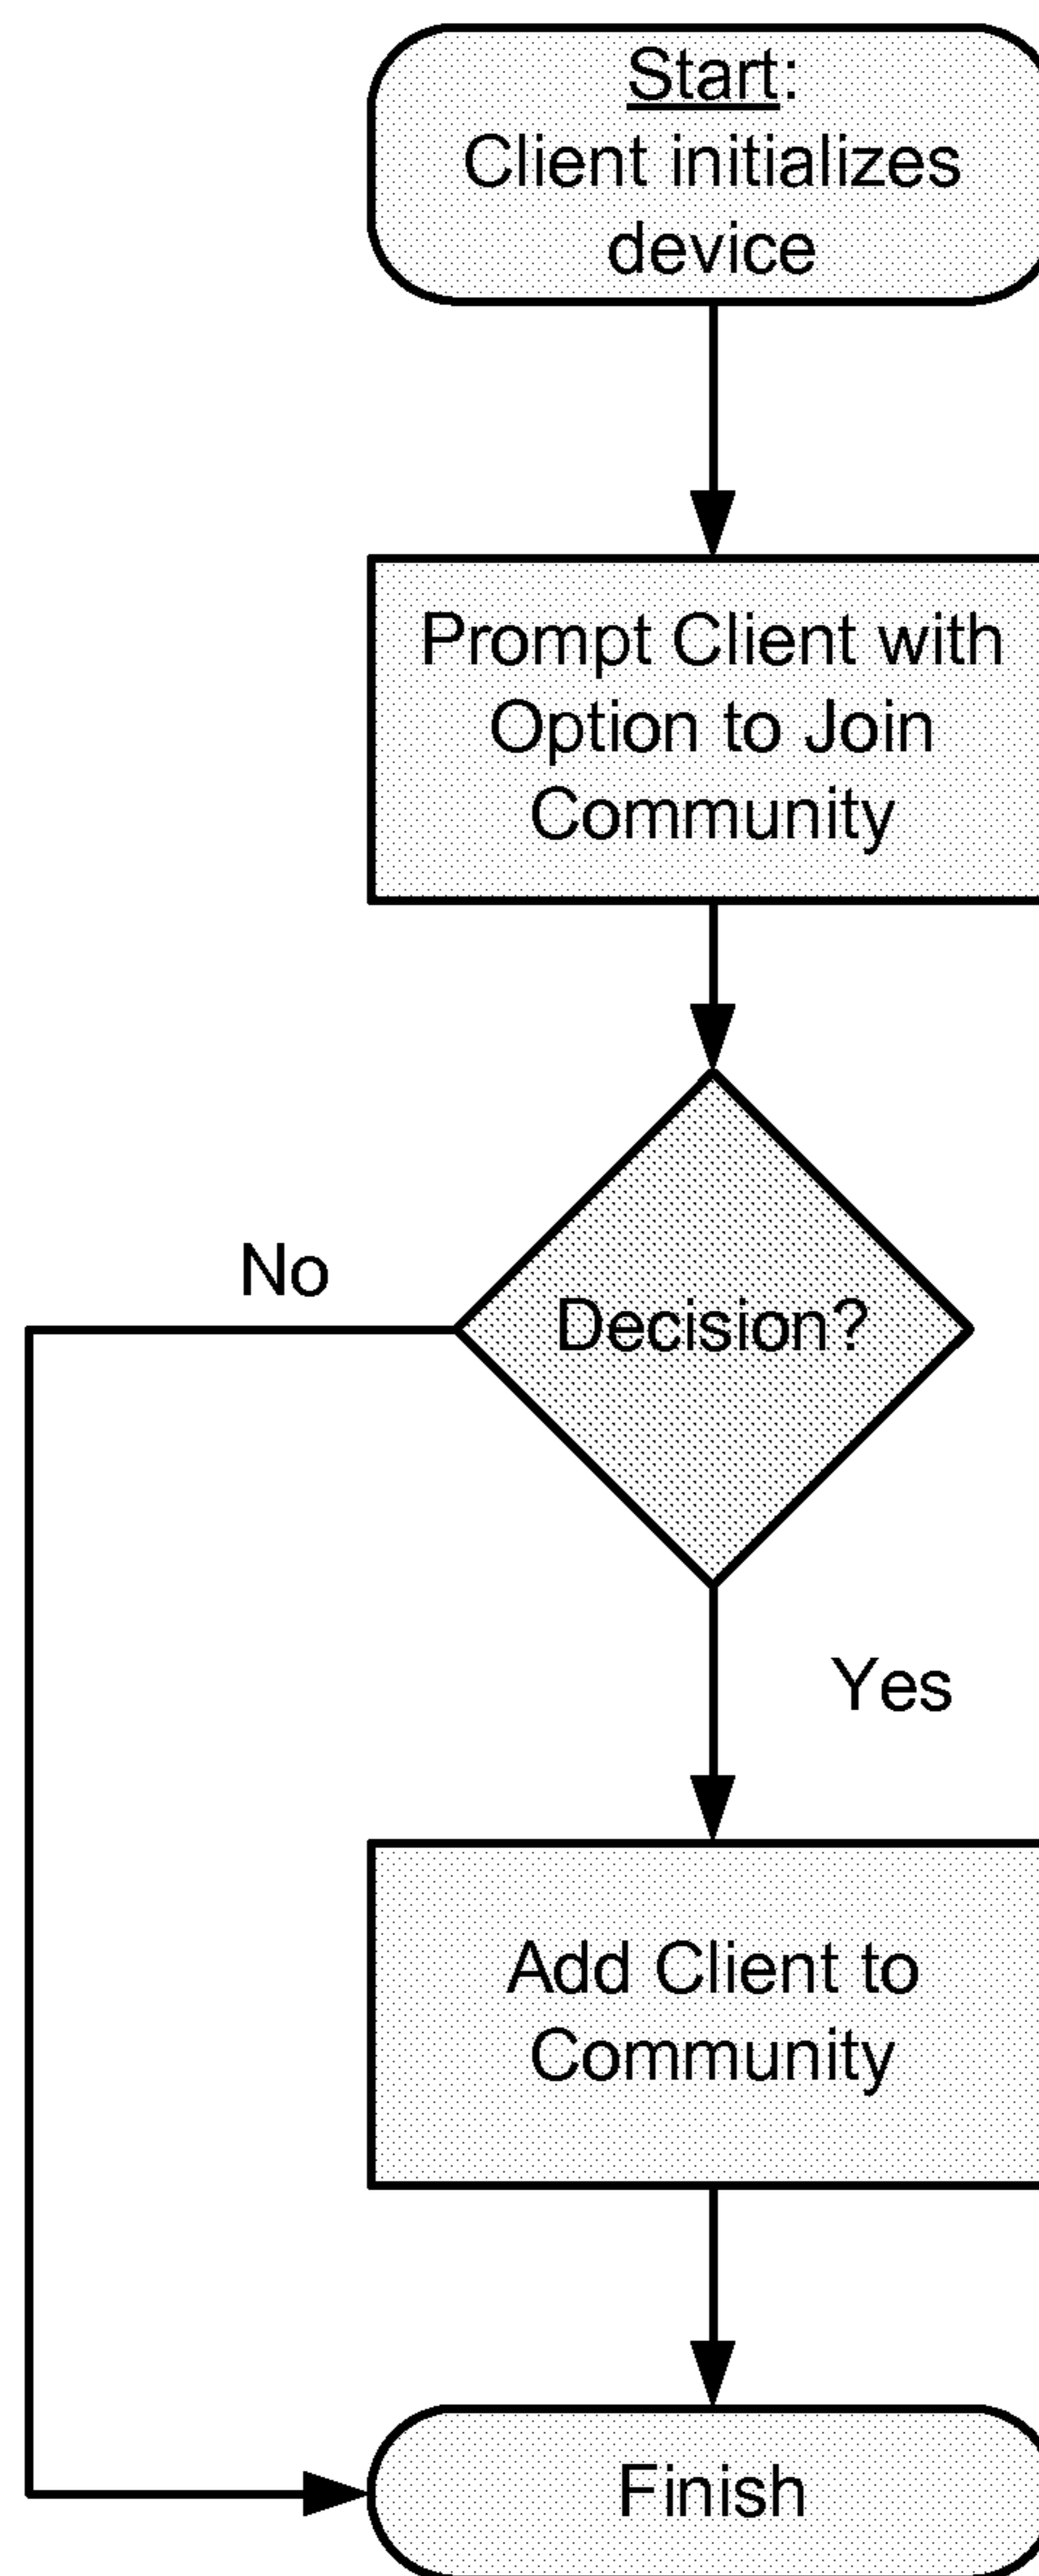 Start:
Client initializes
device
Prompt Client with
Option to Join
Community
No
Decision?
Yes
Add Client to
Community
Finish